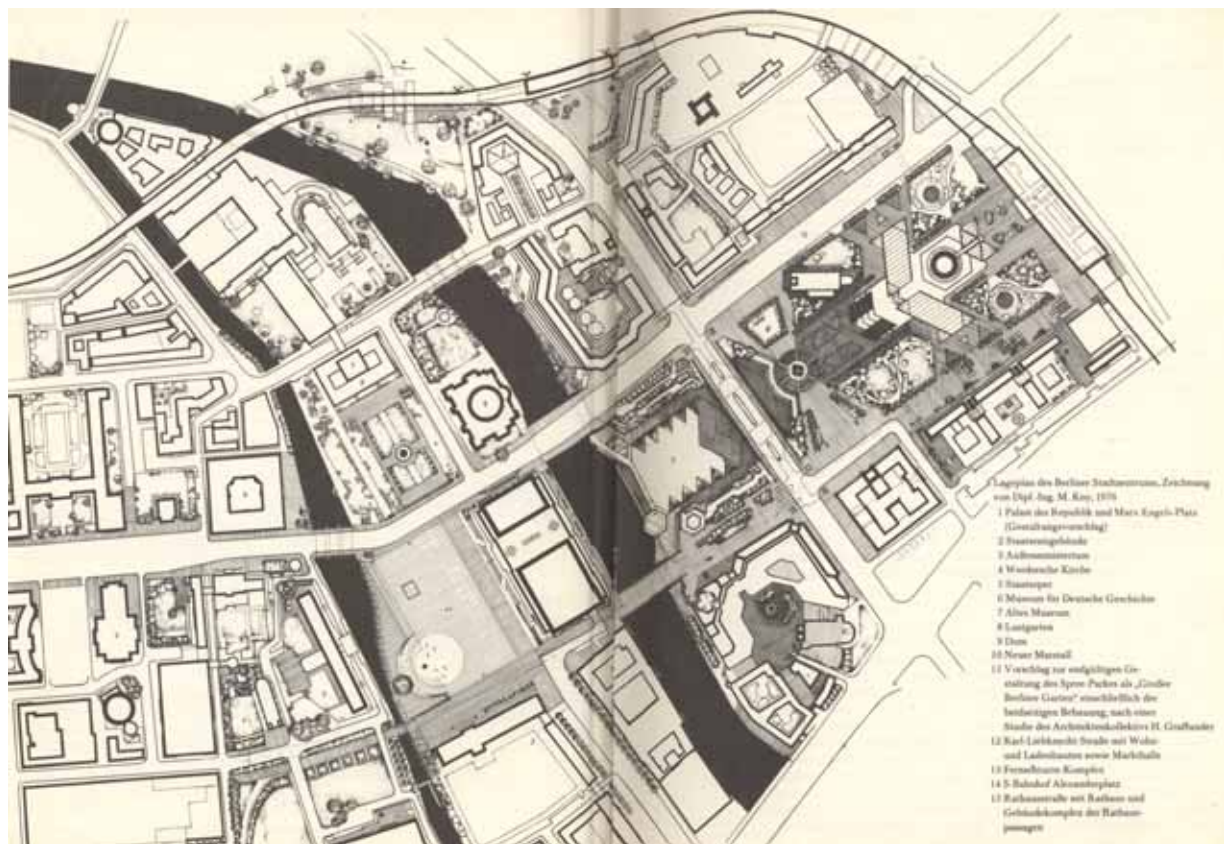 Lageplan des Berliner Stadtzentrums, Zeichnung
von Dipl.-Ing. M. Kny, 1976
1 Palast der Republik und Marx-Engels-Platz
(Gestaltungsvorschlag)
2 Staatsratsgebäude
3 Außenministerium
4 Werdersche Kirche
5 Staatsoper
6 Museum für Deutsche Geschichte
7 Altes Museum
8 Lustgarten
9 Dom
10 Neuer Marstall
11 Vorschlag zur endgültigen Ge-
staltung des Spree-Parkes als „Großer
Berliner Garten“ einschließlich der
beidseitigen Bebauung, nach einer
Studie des Architektenkollektivs H. Graffunder
12 Karl-Liebknecht-Straße mit Wohn-
und Ladenbauten sowie Markthalle
13 Fernsehturm-Komplex
14 S-Bahnhof Alexanderplatz
15 Rathausstraße mit Rathaus und
Gebäudekomplex der Rathaus-
passagen